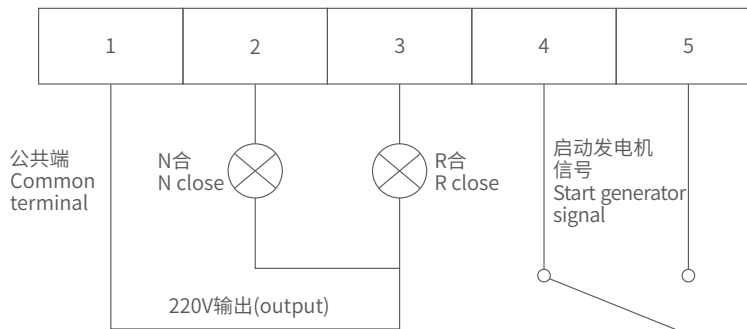 1
2
3
4
5
公共端
Common
terminal
N合
N close
R合
R close
启动发电机
信号
Start generator
signal
220V输出(output)